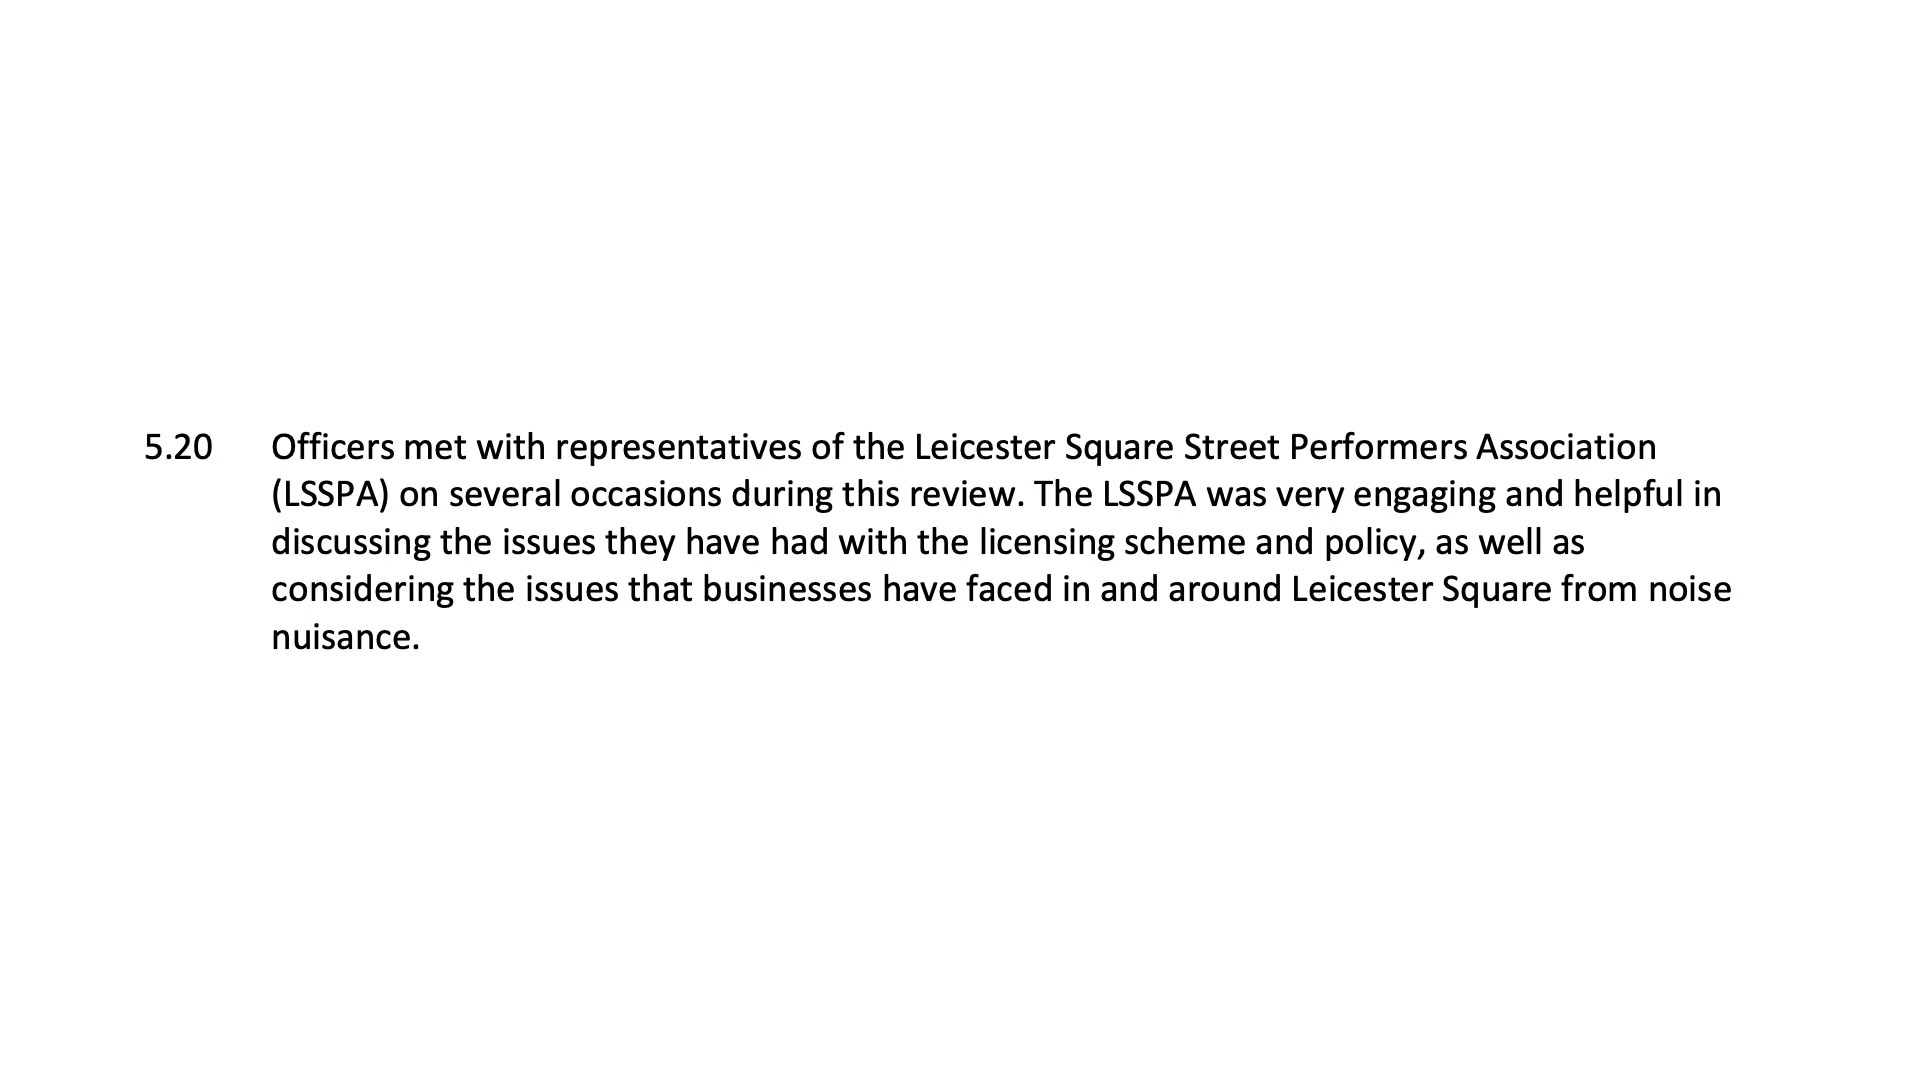 5.20 Officers met with representatives of the Leicester Square Street Performers Association
(LSSPA) on several occasions during this review. The LSSPA was very engaging and helpful in
discussing the issues they have had with the licensing scheme and policy, as well as
considering the issues that businesses have faced in and around Leicester Square from noise
nuisance.